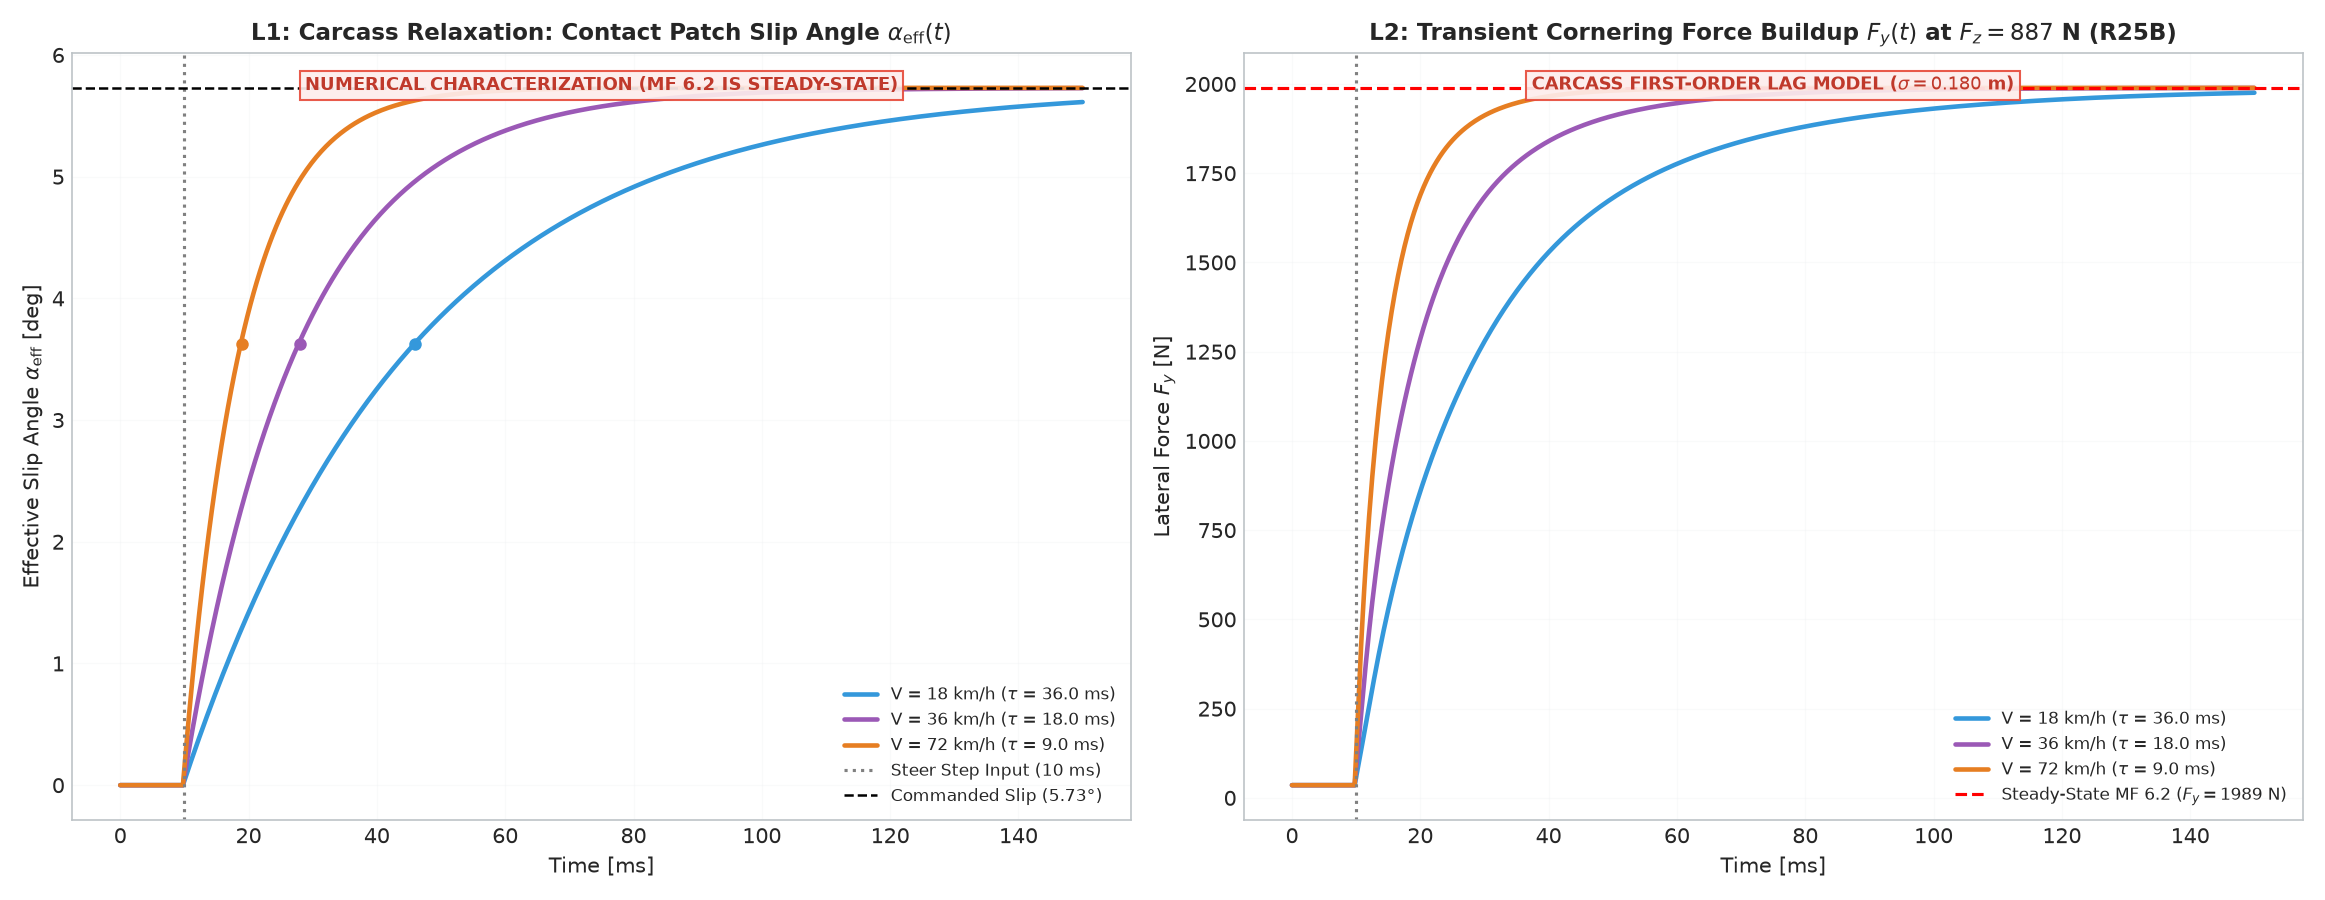 L1: Carcass Relaxation: Contact Patch Slip Angle α_eff(t)
NUMERICAL CHARACTERIZATION (MF 6.2 IS STEADY-STATE)
Effective Slip Angle α_eff [deg]
6
5
4
3
2
1
0
V = 18 km/h (τ = 36.0 ms)
V = 36 km/h (τ = 18.0 ms)
V = 72 km/h (τ = 9.0 ms)
Steer Step Input (10 ms)
Commanded Slip (5.73°)
0 20 40 60 80 100 120 140
Time [ms]
L2: Transient Cornering Force Buildup F_y(t) at F_z = 887 N (R25B)
CARCASS FIRST-ORDER LAG MODEL (σ = 0.180 m)
Lateral Force F_y [N]
2000
1750
1500
1250
1000
750
500
250
0
V = 18 km/h (τ = 36.0 ms)
V = 36 km/h (τ = 18.0 ms)
V = 72 km/h (τ = 9.0 ms)
Steady-State MF 6.2 (F_y = 1989 N)
0 20 40 60 80 100 120 140
Time [ms]